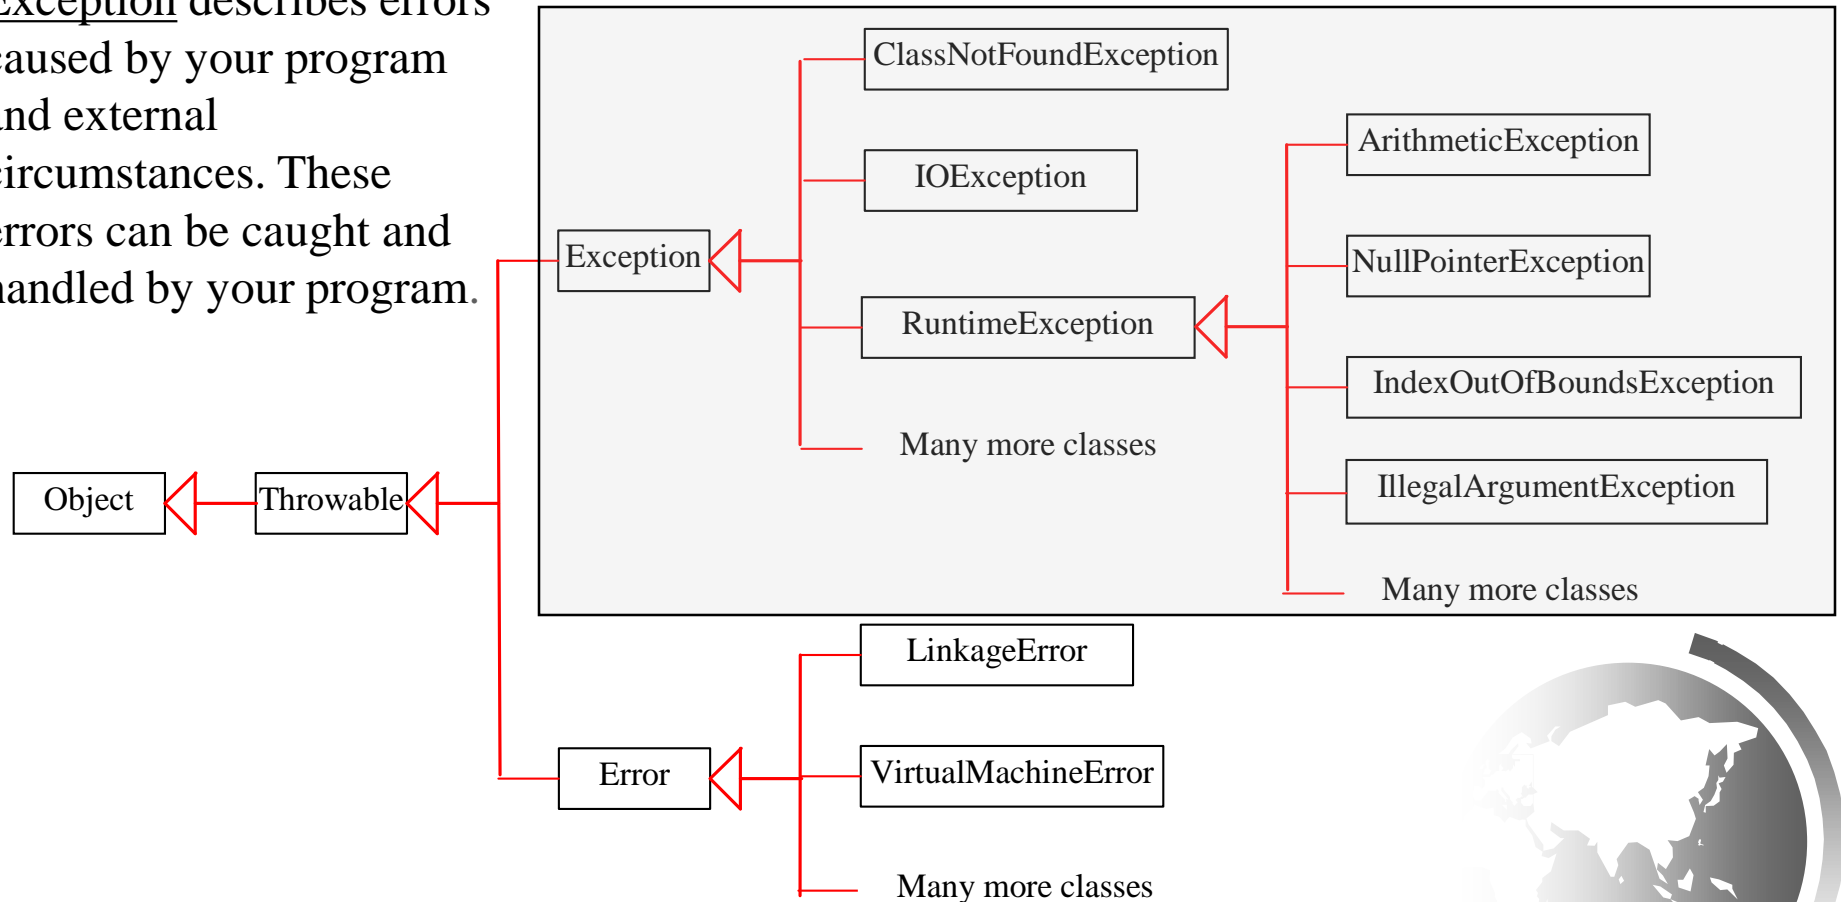 Exception describes errors
caused by your program
and external
circumstances. These
errors can be caught and
handled by your program.
ClassNotFoundException
IOException
Exception
RuntimeException
Many more classes
ArithmeticException
NullPointerException
IndexOutOfBoundsException
IllegalArgumentException
Many more classes
Object
Throwable
LinkageError
Error
VirtualMachineError
Many more classes